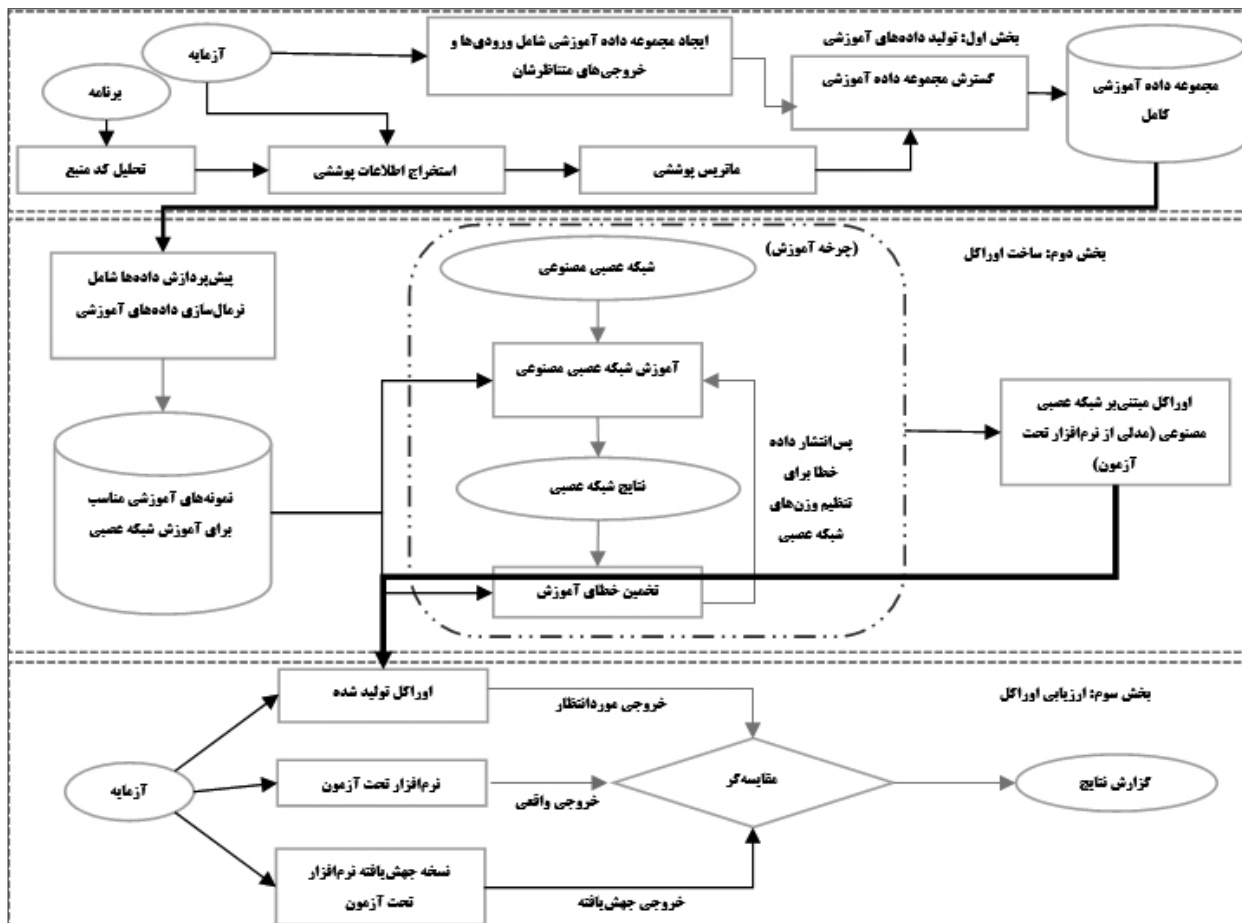 بخش اول: تولید داده‌های آموزشی
آزمایه
برنامه
ایجاد مجموعه داده آموزشی شامل ورودی‌ها و
خروجی‌های متناظرشان
گسترش مجموعه داده آموزشی
مجموعه داده آموزشی
کامل
تحلیل کد منبع
استخراج اطلاعات پوششی
ماتریس پوششی
بخش دوم: ساخت اوراکل
پیش‌پردازش داده‌ها شامل
نرمال‌سازی داده‌های آموزشی
نمونه‌های آموزشی مناسب
برای آموزش شبکه عصبی
(چرخه آموزش)
شبکه عصبی مصنوعی
آموزش شبکه عصبی مصنوعی
نتایج شبکه عصبی
تخمین خطای آموزش
پس‌انتشار داده
خطا برای
تنظیم وزن‌های
شبکه عصبی
اوراکل مبتنی‌بر شبکه عصبی
مصنوعی (مدلی از نرم‌افزار تحت
آزمون)
بخش سوم: ارزیابی اوراکل
آزمایه
اوراکل تولید شده
خروجی موردانتظار
نرم‌افزار تحت آزمون
خروجی واقعی
نسخه جهش‌یافته نرم‌افزار
تحت آزمون
خروجی جهش‌یافته
مقایسه‌گر
گزارش نتایج